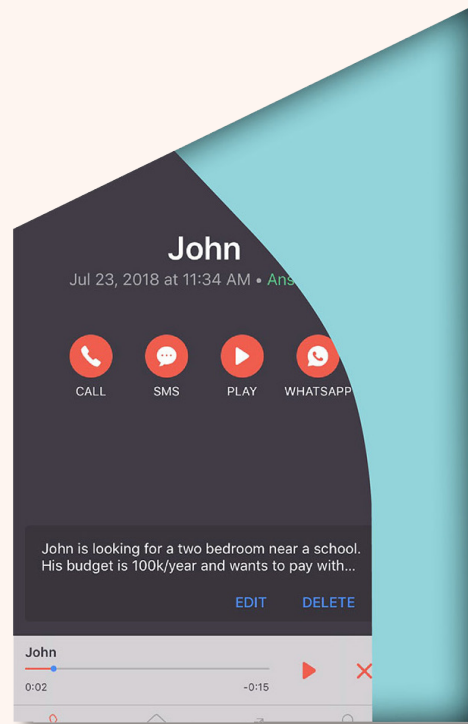 John
Jul 23, 2018 at 11:34 AM •
CALL SMS PLAY WHATSAPP
John is looking for a two bedroom near a school.
His budget is 100k/year and wants to pay with...
EDIT DELETE
John
0:02 -0:15